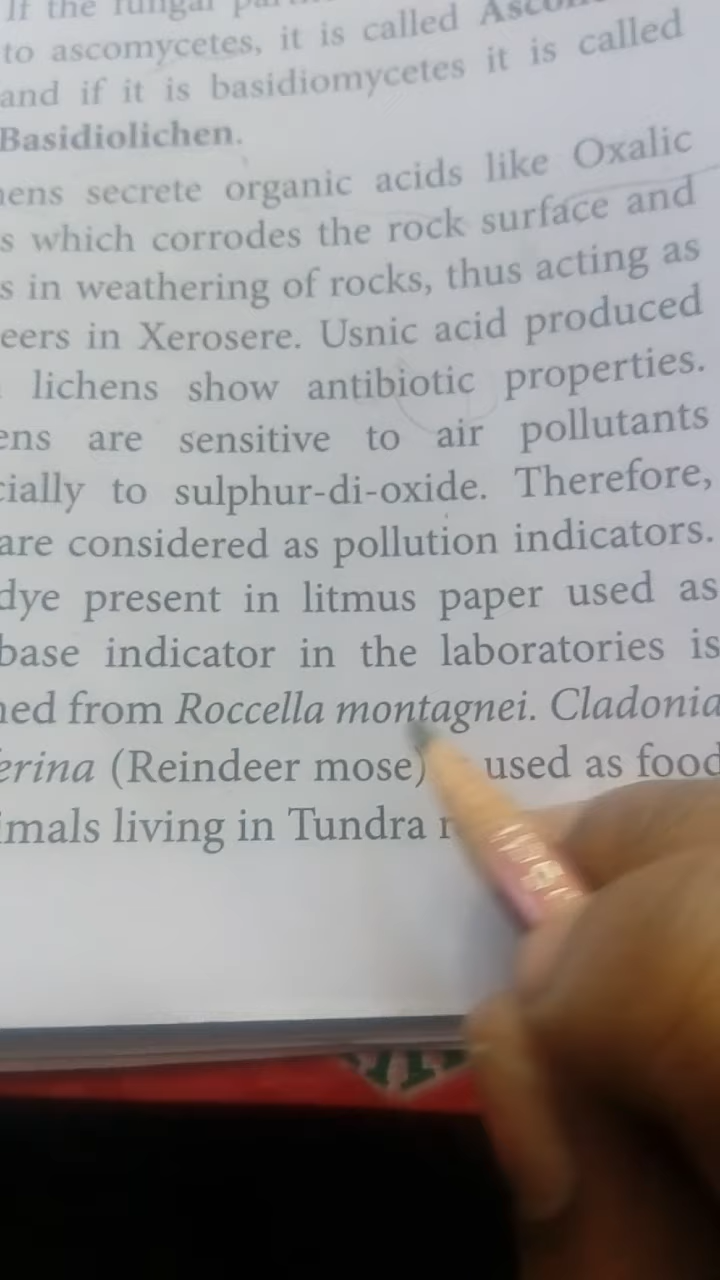 If the fungal
to ascomycetes, it is called
and if it is basidiomycetes it is called
Basidiolichen.
secrete organic acids like Oxalic
which corrodes the rock surface and
in weathering of rocks, thus acting as
in Xerosere. Usnic acid produced
lichens show antibiotic properties.
are sensitive to air pollutants
to sulphur-di-oxide. Therefore,
are considered as pollution indicators.
dye present in litmus paper used as
base indicator in the laboratories is
from Roccella montagnei. Cladonia
(Reindeer mose) used as food
living in Tundra